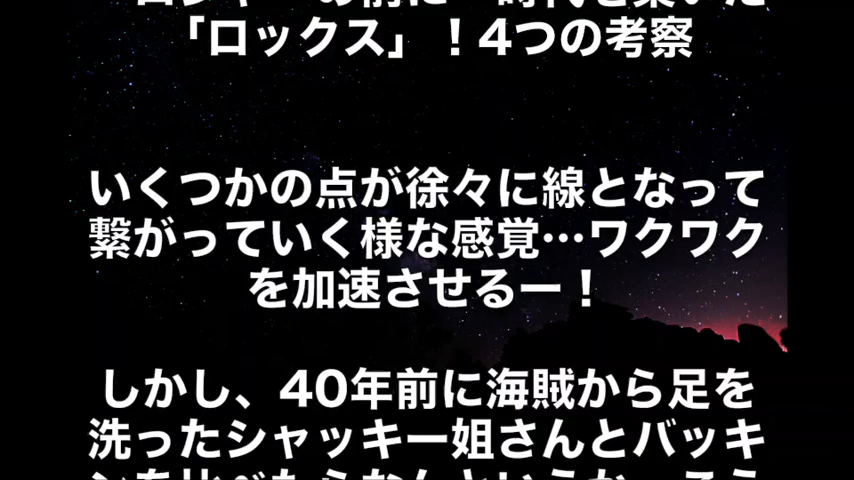 「ロックス」！4つの考察
いくつかの点が徐々に線となって
繋がっていく様な感覚…ワクワク
を加速させるー！
しかし、40年前に海賊から足を
洗ったシャッキー姐さんとバッキ